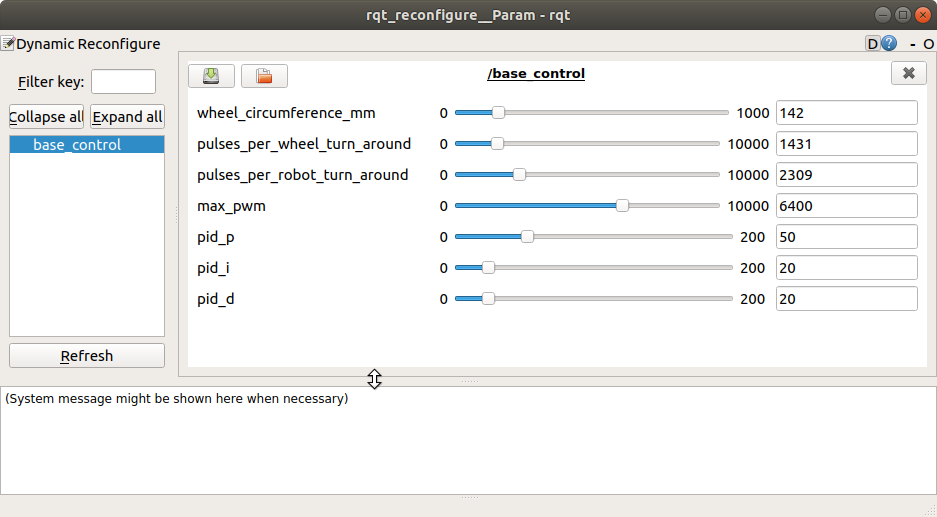 rqt_reconfigure__Param - rqt
Dynamic Reconfigure
D ? - O
Filter key:
Collapse all Expand all
base_control
Refresh
/base_control
wheel_circumference_mm 0 1000 142
pulses_per_wheel_turn_around 0 10000 1431
pulses_per_robot_turn_around 0 10000 2309
max_pwm 0 10000 6400
pid_p 0 200 50
pid_i 0 200 20
pid_d 0 200 20
(System message might be shown here when necessary)